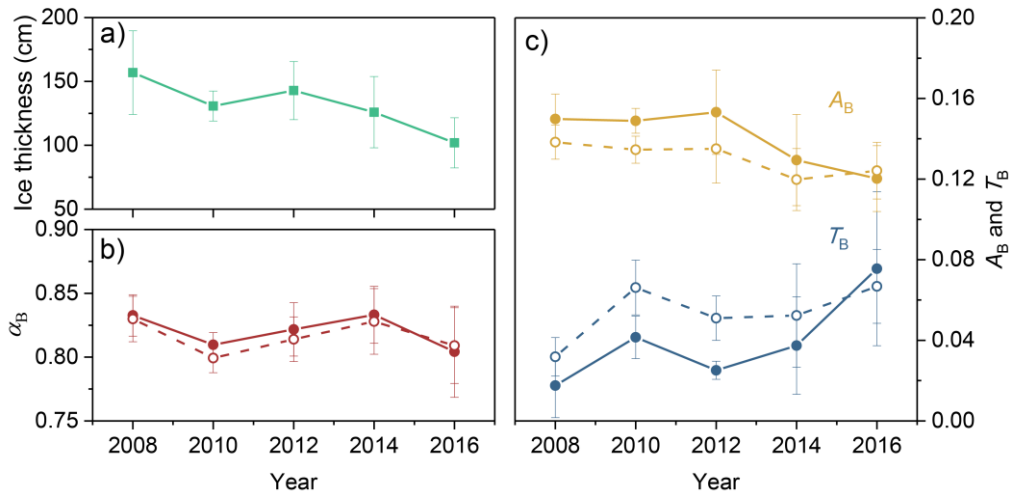 a)
Ice thickness (cm)
200
150
100
50
b)
αB
0.90
0.85
0.80
0.75
2008 2010 2012 2014 2016
Year
c)
AB
TB
AB and TB
0.20
0.16
0.12
0.08
0.04
0.00
2008 2010 2012 2014 2016
Year